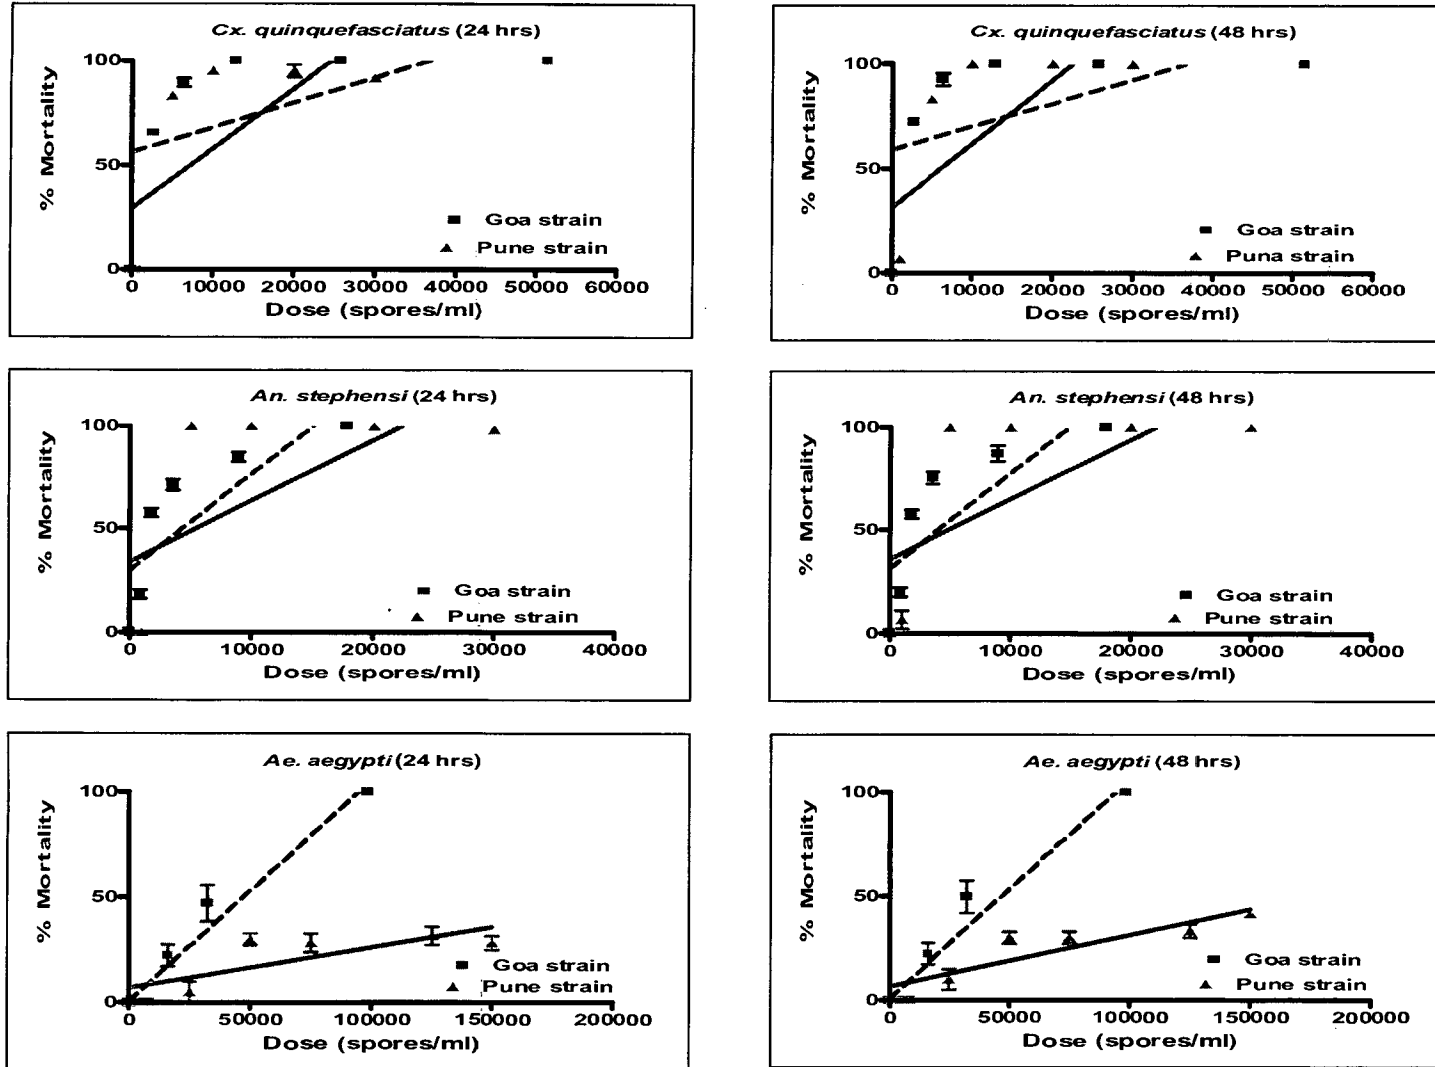 Cx. quinquefasciatus (24 hrs)
% Mortality
100
50
0
Goa strain
Pune strain
0 10000 20000 30000 40000 50000 60000
Dose (spores/ml)
Cx. quinquefasciatus (48 hrs)
% Mortality
100
50
0
Goa strain
Puna strain
0 10000 20000 30000 40000 50000 60000
Dose (spores/ml)
An. stephensi (24 hrs)
% Mortality
100
50
0
Goa strain
Pune strain
0 10000 20000 30000 40000
Dose (spores/ml)
An. stephensi (48 hrs)
% Mortality
100
50
0
Goa strain
Pune strain
0 10000 20000 30000 40000
Dose (spores/ml)
Ae. aegypti (24 hrs)
% Mortality
100
50
0
Goa strain
Pune strain
0 50000 100000 150000 200000
Dose (spores/ml)
Ae. aegypti (48 hrs)
% Mortality
100
50
0
Goa strain
Pune strain
0 50000 100000 150000 200000
Dose (spores/ml)